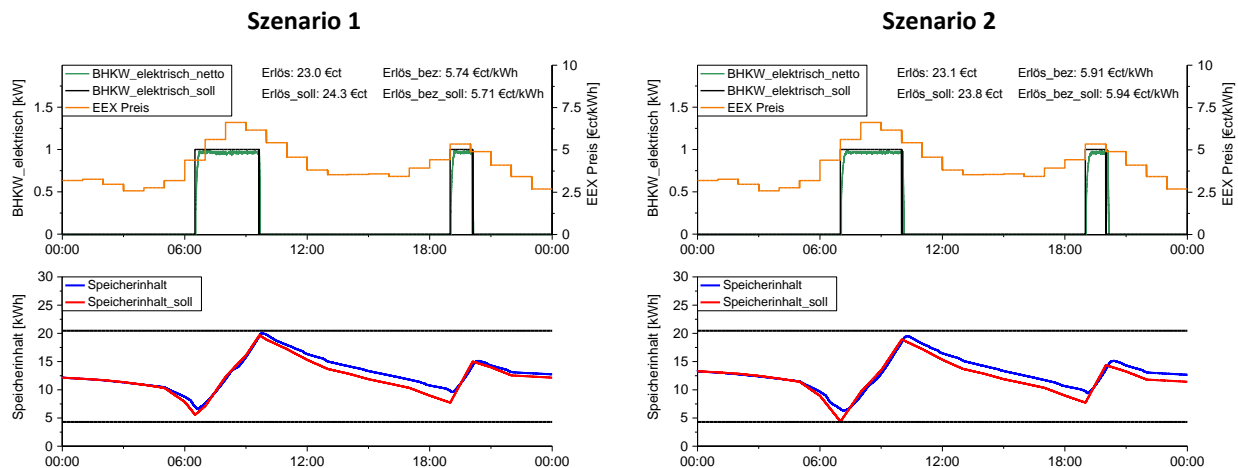 Szenario 1
BHKW_elektrisch [kW]
0
0.5
1
1.5
BHKW_elektrisch_netto
BHKW_elektrisch_soll
EEX Preis
Erlös: 23.0 €ct
Erlös_bez: 5.74 €ct/kWh
Erlös_soll: 24.3 €ct
Erlös_bez_soll: 5.71 €ct/kWh
10
7.5
5
2.5
0
EEX Preis [€ct/kWh]
00:00 06:00 12:00 18:00 00:00
Speicherinhalt [kWh]
30
25
20
15
10
5
0
Speicherinhalt
Speicherinhalt_soll
00:00 06:00 12:00 18:00 00:00
Szenario 2
BHKW_elektrisch [kW]
0
0.5
1
1.5
BHKW_elektrisch_netto
BHKW_elektrisch_soll
EEX Preis
Erlös: 23.1 €ct
Erlös_bez: 5.91 €ct/kWh
Erlös_soll: 23.8 €ct
Erlös_bez_soll: 5.94 €ct/kWh
10
7.5
5
2.5
0
EEX Preis [€ct/kWh]
00:00 06:00 12:00 18:00 00:00
Speicherinhalt [kWh]
30
25
20
15
10
5
0
Speicherinhalt
Speicherinhalt_soll
00:00 06:00 12:00 18:00 00:00